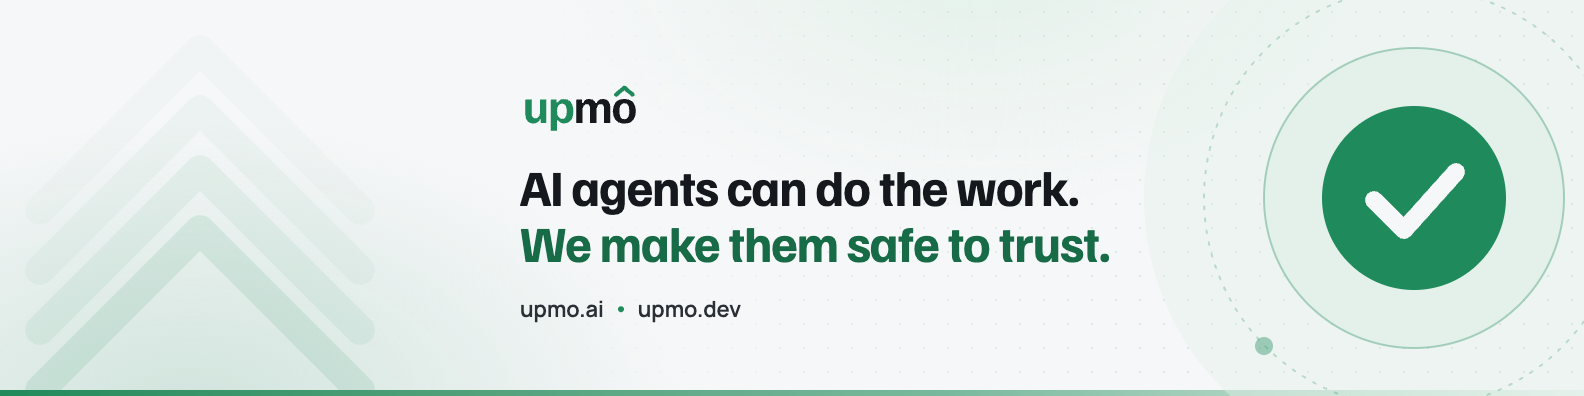 upmô
AI agents can do the work.
We make them safe to trust.
upmo.ai • upmo.dev